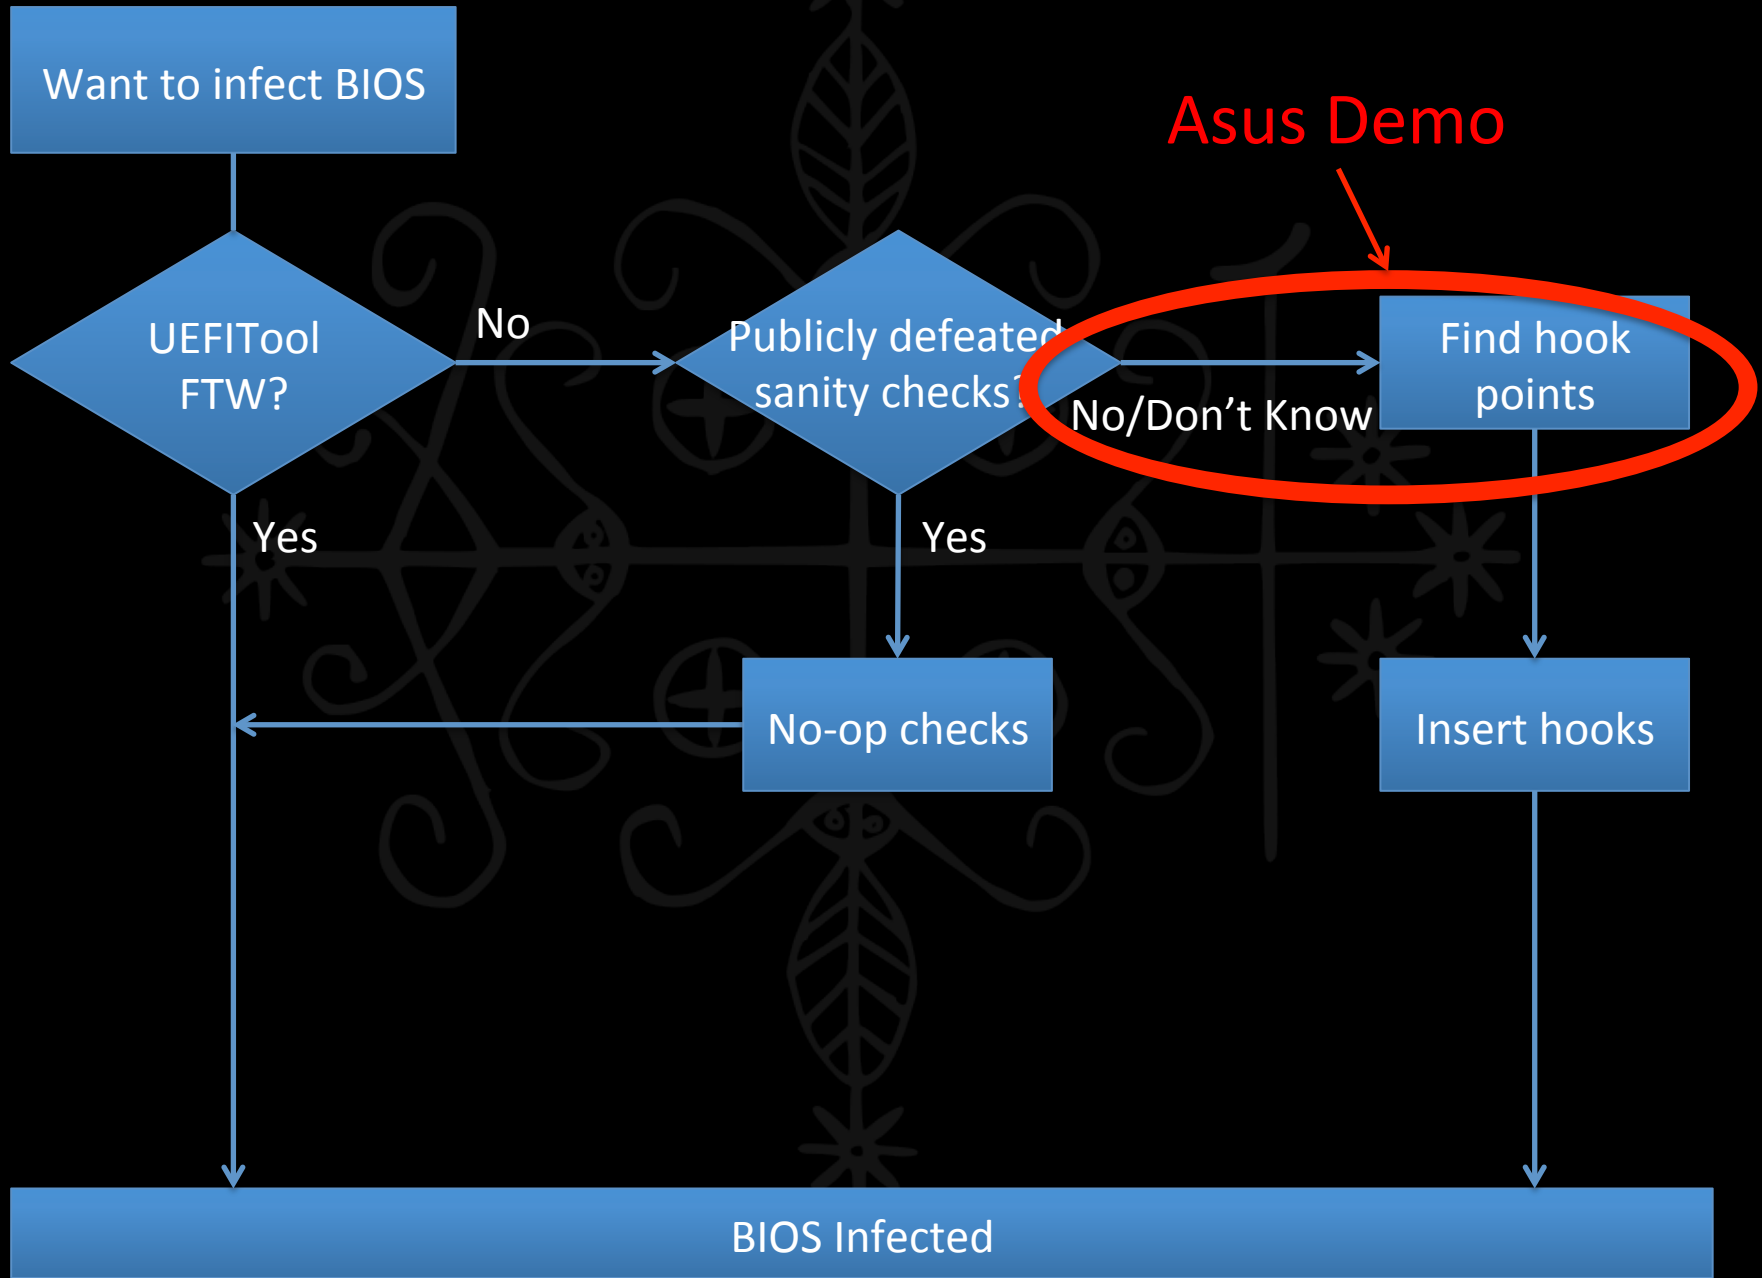 Want to infect BIOS
Asus Demo
UEFITool
FTW?
No
Publicly defeated
sanity checks?
No/Don’t Know
Find hook
points
Yes
Yes
No-op checks
Insert hooks
BIOS Infected